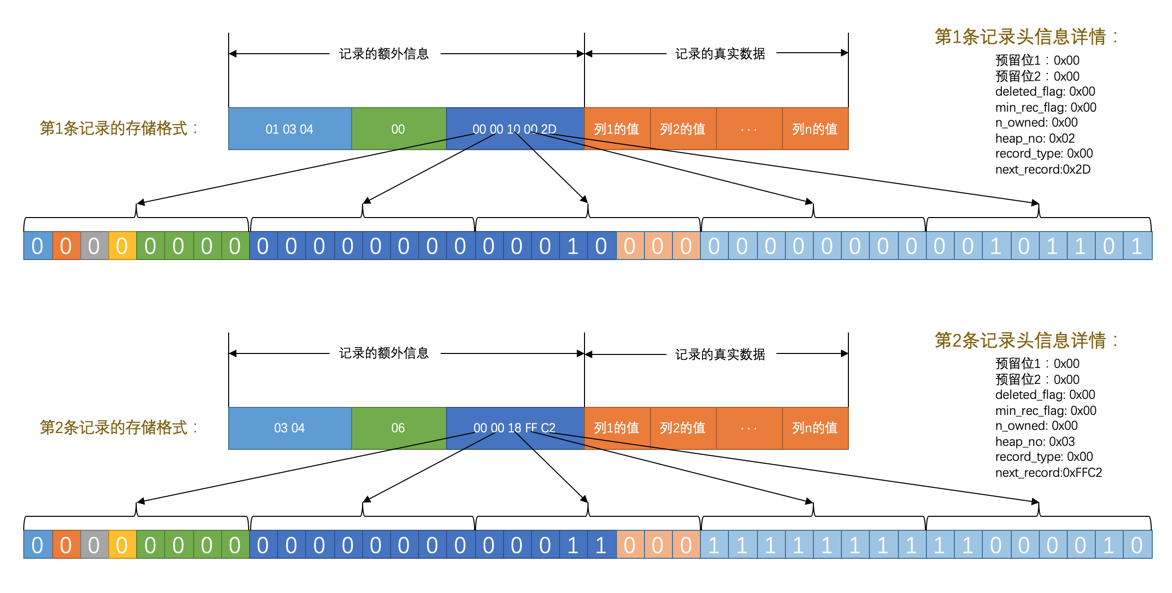 第1条记录头信息详情：
预留位1：0x00
预留位2：0x00
deleted_flag: 0x00
min_rec_flag: 0x00
n_owned: 0x00
heap_no: 0x02
record_type: 0x00
next_record:0x2D
记录的额外信息 记录的真实数据
第1条记录的存储格式： 01 03 04 00 00 00 10 00 2D 列1的值 列2的值 ... 列n的值
0 0 0 0 0 0 0 0 0 0 0 0 0 0 0 0 0 0 0 1 0 0 0 0 0 0 0 0 0 0 0 0 0 0 1 0 1 1 0 1
第2条记录头信息详情：
预留位1：0x00
预留位2：0x00
deleted_flag: 0x00
min_rec_flag: 0x00
n_owned: 0x00
heap_no: 0x03
record_type: 0x00
next_record:0xFFC2
记录的额外信息 记录的真实数据
第2条记录的存储格式： 03 04 06 00 00 18 FF C2 列1的值 列2的值 ... 列n的值
0 0 0 0 0 0 0 0 0 0 0 0 0 0 0 0 0 0 0 1 1 0 0 0 1 1 1 1 1 1 1 1 1 1 0 0 0 0 1 0